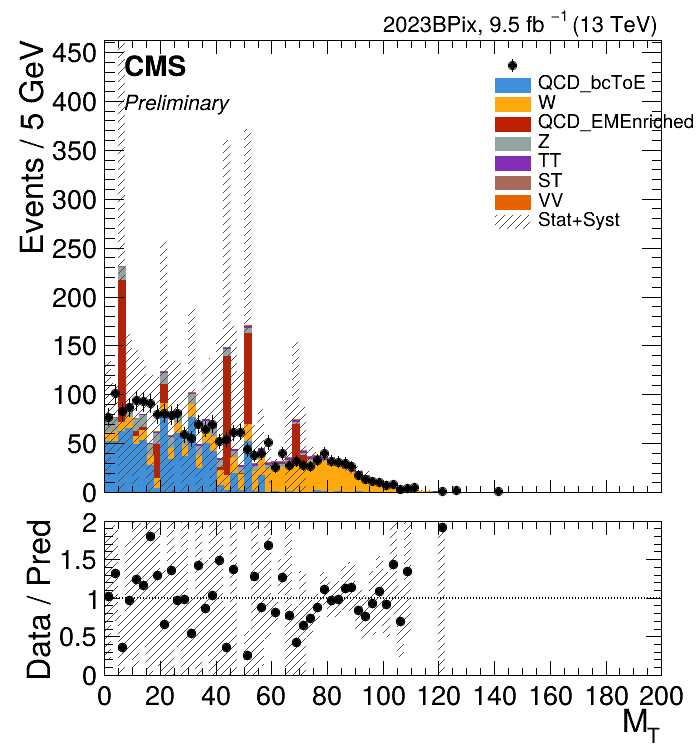 2023BPix, 9.5 fb⁻¹ (13 TeV)
CMS
Preliminary
QCD_bcToE
W
QCD_EMEnriched
Z
TT
ST
VV
Stat+Syst
Events / 5 GeV
450
400
350
300
250
200
150
100
50
0
Data / Pred
2
1.5
1
0.5
0
0 20 40 60 80 100 120 140 160 180 200
M_T